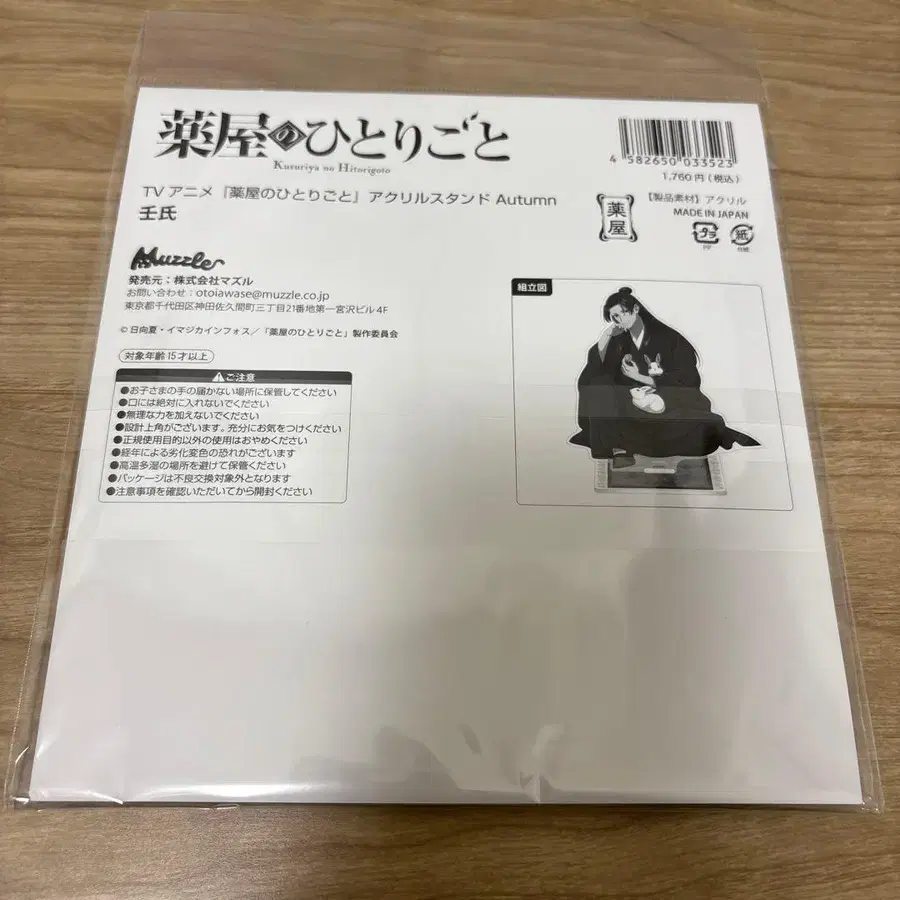 薬屋のひとりごと
Kusuriya no Hitorigoto
4 582650 033523
1,760円(税込)
TVアニメ『薬屋のひとりごと』アクリルスタンド Autumn
壬氏
薬屋
【製品素材】アクリル
MADE IN JAPAN
プラ
PP
紙
台紙
Muzzle
発売元:株式会社マズル
お問い合わせ:otoiawase@muzzle.co.jp
東京都千代田区神田佐久間町三丁目21番地第一宮沢ビル4F
©日向夏・イマジカインフォス/「薬屋のひとりごと」製作委員会
対象年齢15才以上
ご注意
●お子さまの手の届かない場所に保管してください
●口には絶対に入れないでください
●無理な力を加えないでください
●設計上角がございます。充分にお気をつけください
●正規使用目的以外の使用はおやめください
●経年による劣化変色の恐れがございます
●高温多湿の場所を避けて保管ください
●パッケージは不良交換対象外となります
●注意事項を確認いただいてから開封ください
組立図